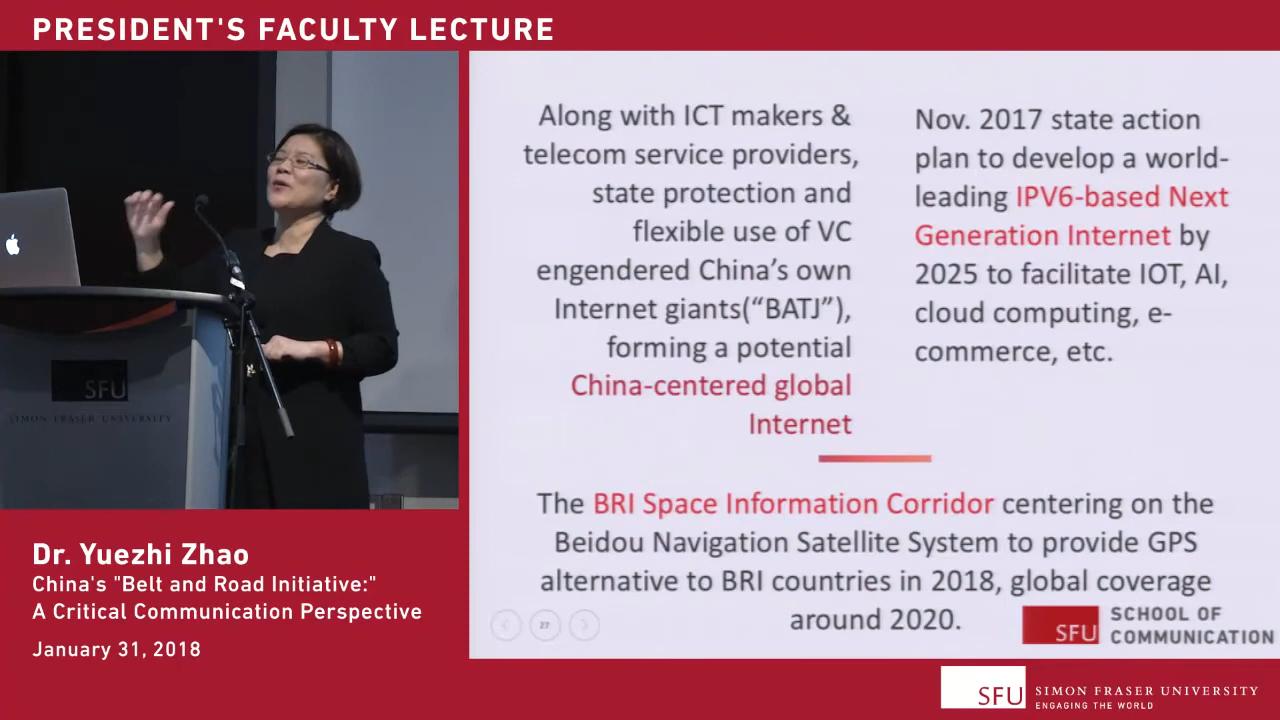 PRESIDENT'S FACULTY LECTURE
Along with ICT makers &
telecom service providers,
state protection and
flexible use of VC
engendered China's own
Internet giants("BATJ"),
forming a potential
China-centered global
Internet
Nov. 2017 state action
plan to develop a world-
leading IPV6-based Next
Generation Internet by
2025 to facilitate IOT, AI,
cloud computing, e-
commerce, etc.
The BRI Space Information Corridor centering on the
Beidou Navigation Satellite System to provide GPS
alternative to BRI countries in 2018, global coverage
around 2020.
27
SFU
SCHOOL OF
COMMUNICATION
SFU
SIMON FRASER UNIVERSITY
Dr. Yuezhi Zhao
China's "Belt and Road Initiative:"
A Critical Communication Perspective
January 31, 2018
SFU
SIMON FRASER UNIVERSITY
ENGAGING THE WORLD